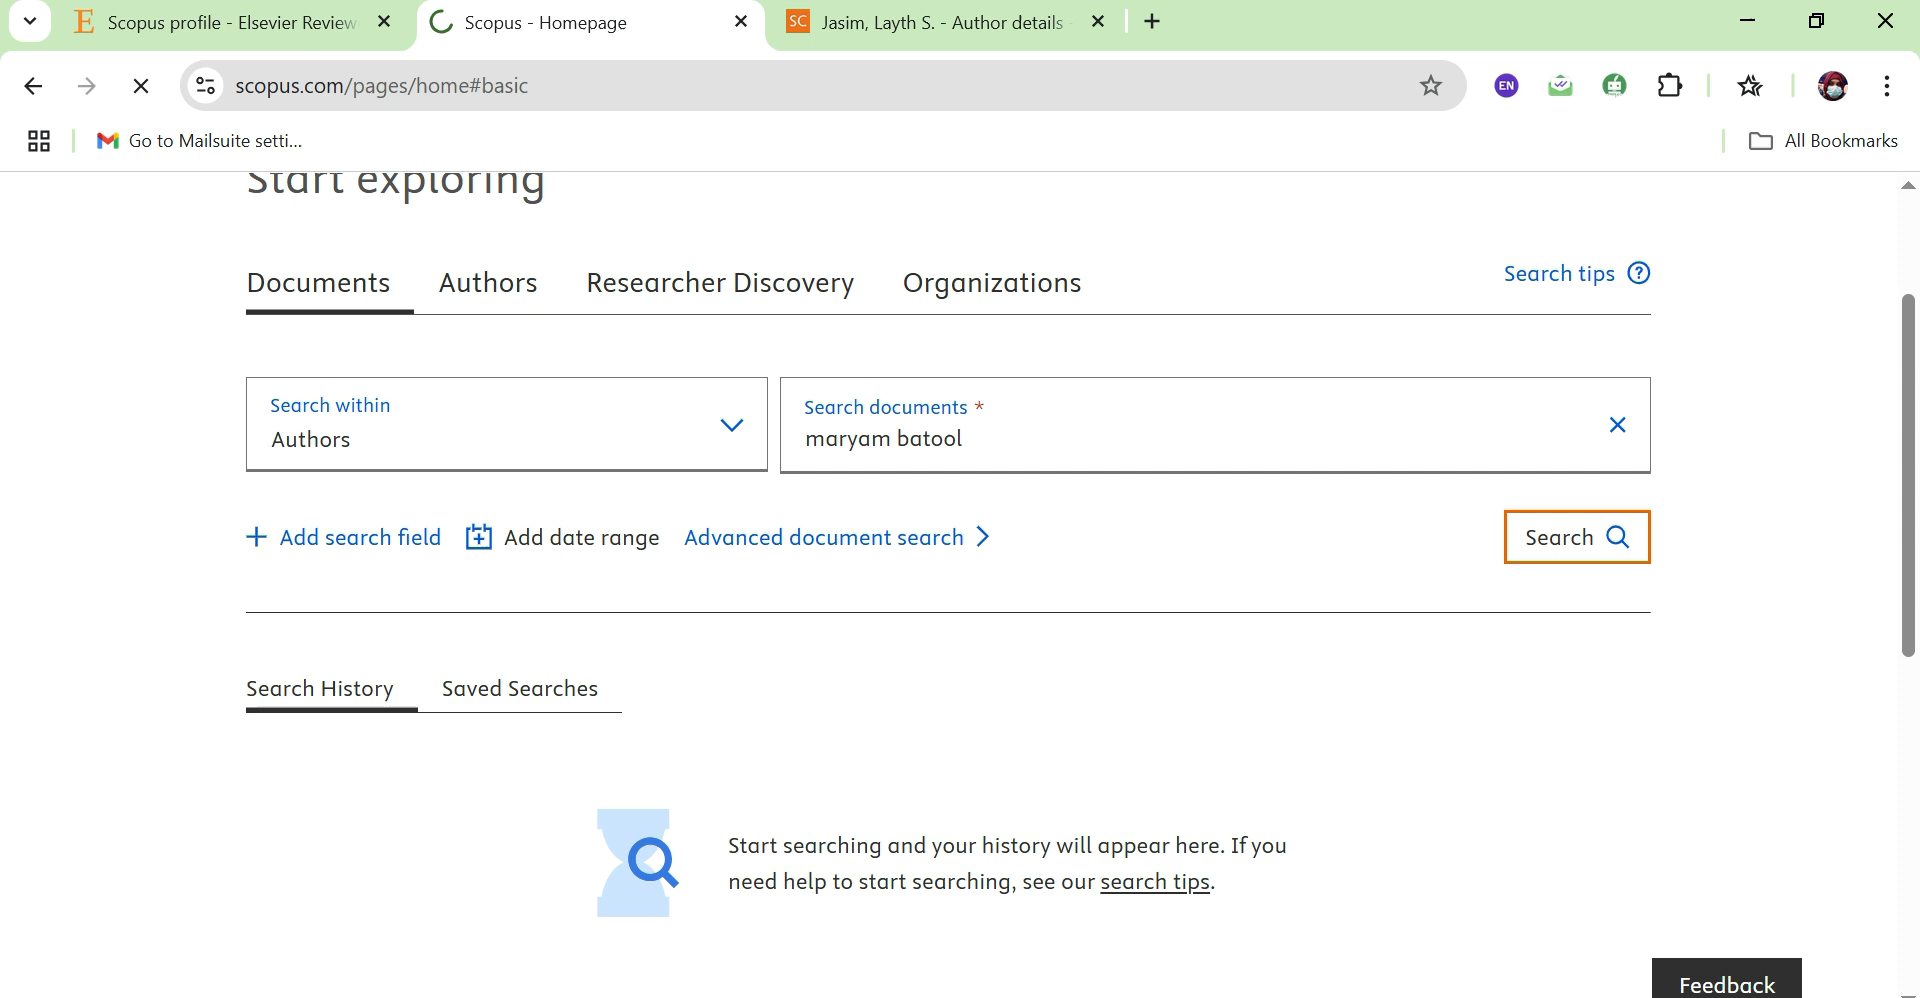 Scopus profile - Elsevier Review
Scopus - Homepage
SC
Jasim, Layth S. - Author details
scopus.com/pages/home#basic
EN
Go to Mailsuite setti...
All Bookmarks
Start exploring
Documents
Authors
Researcher Discovery
Organizations
Search tips
Search within
Authors
Search documents *
maryam batool
Add search field
Add date range
Advanced document search
Search
Search History
Saved Searches
Start searching and your history will appear here. If you
need help to start searching, see our search tips.
Feedback